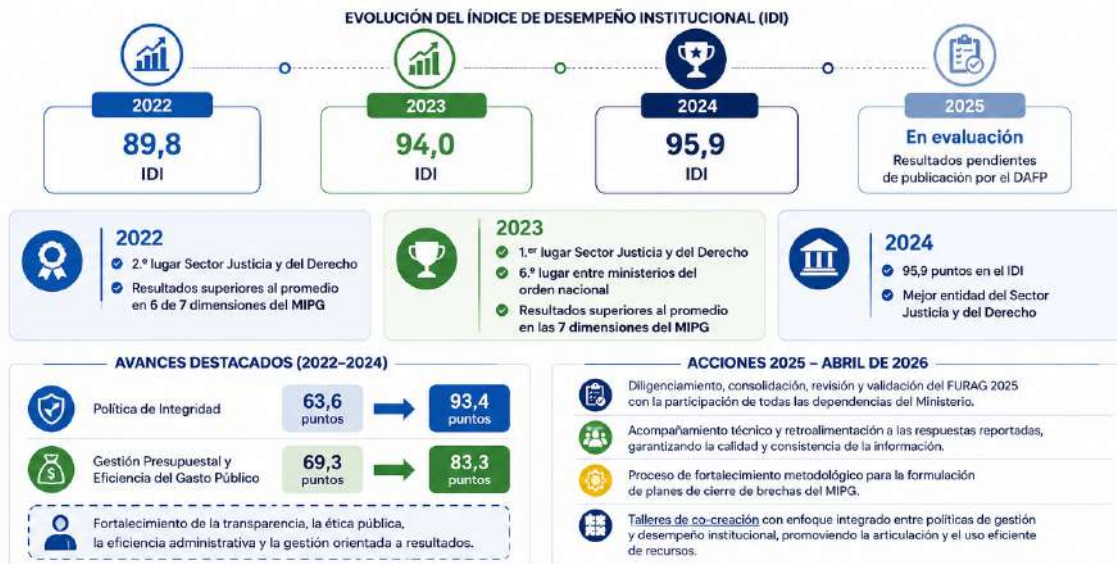 EVOLUCIÓN DEL ÍNDICE DE DESEMPEÑO INSTITUCIONAL (IDI)
2022
89,8
IDI
2023
94,0
IDI
2024
95,9
IDI
2025
En evaluación
Resultados pendientes
de publicación por el DAFP
2022
2.º lugar Sector Justicia y del Derecho
Resultados superiores al promedio
en 6 de 7 dimensiones del MIPG
2023
1.er lugar Sector Justicia y del Derecho
6.º lugar entre ministerios del
orden nacional
Resultados superiores al promedio
en las 7 dimensiones del MIPG
2024
95,9 puntos en el IDI
Mejor entidad del Sector
Justicia y del Derecho
AVANCES DESTACADOS (2022–2024)
Política de Integridad
63,6
puntos
93,4
puntos
Gestión Presupuestal y
Eficiencia del Gasto Público
69,3
puntos
83,3
puntos
Fortalecimiento de la transparencia, la ética pública,
la eficiencia administrativa y la gestión orientada a resultados.
ACCIONES 2025 – ABRIL DE 2026
Diligenciamiento, consolidación, revisión y validación del FURAG 2025
con la participación de todas las dependencias del Ministerio.
Acompañamiento técnico y retroalimentación a las respuestas reportadas,
garantizando la calidad y consistencia de la información.
Proceso de fortalecimiento metodológico para la formulación
de planes de cierre de brechas del MIPG.
Talleres de co-creación con enfoque integrado entre políticas de gestión
y desempeño institucional, promoviendo la articulación y el uso eficiente
de recursos.